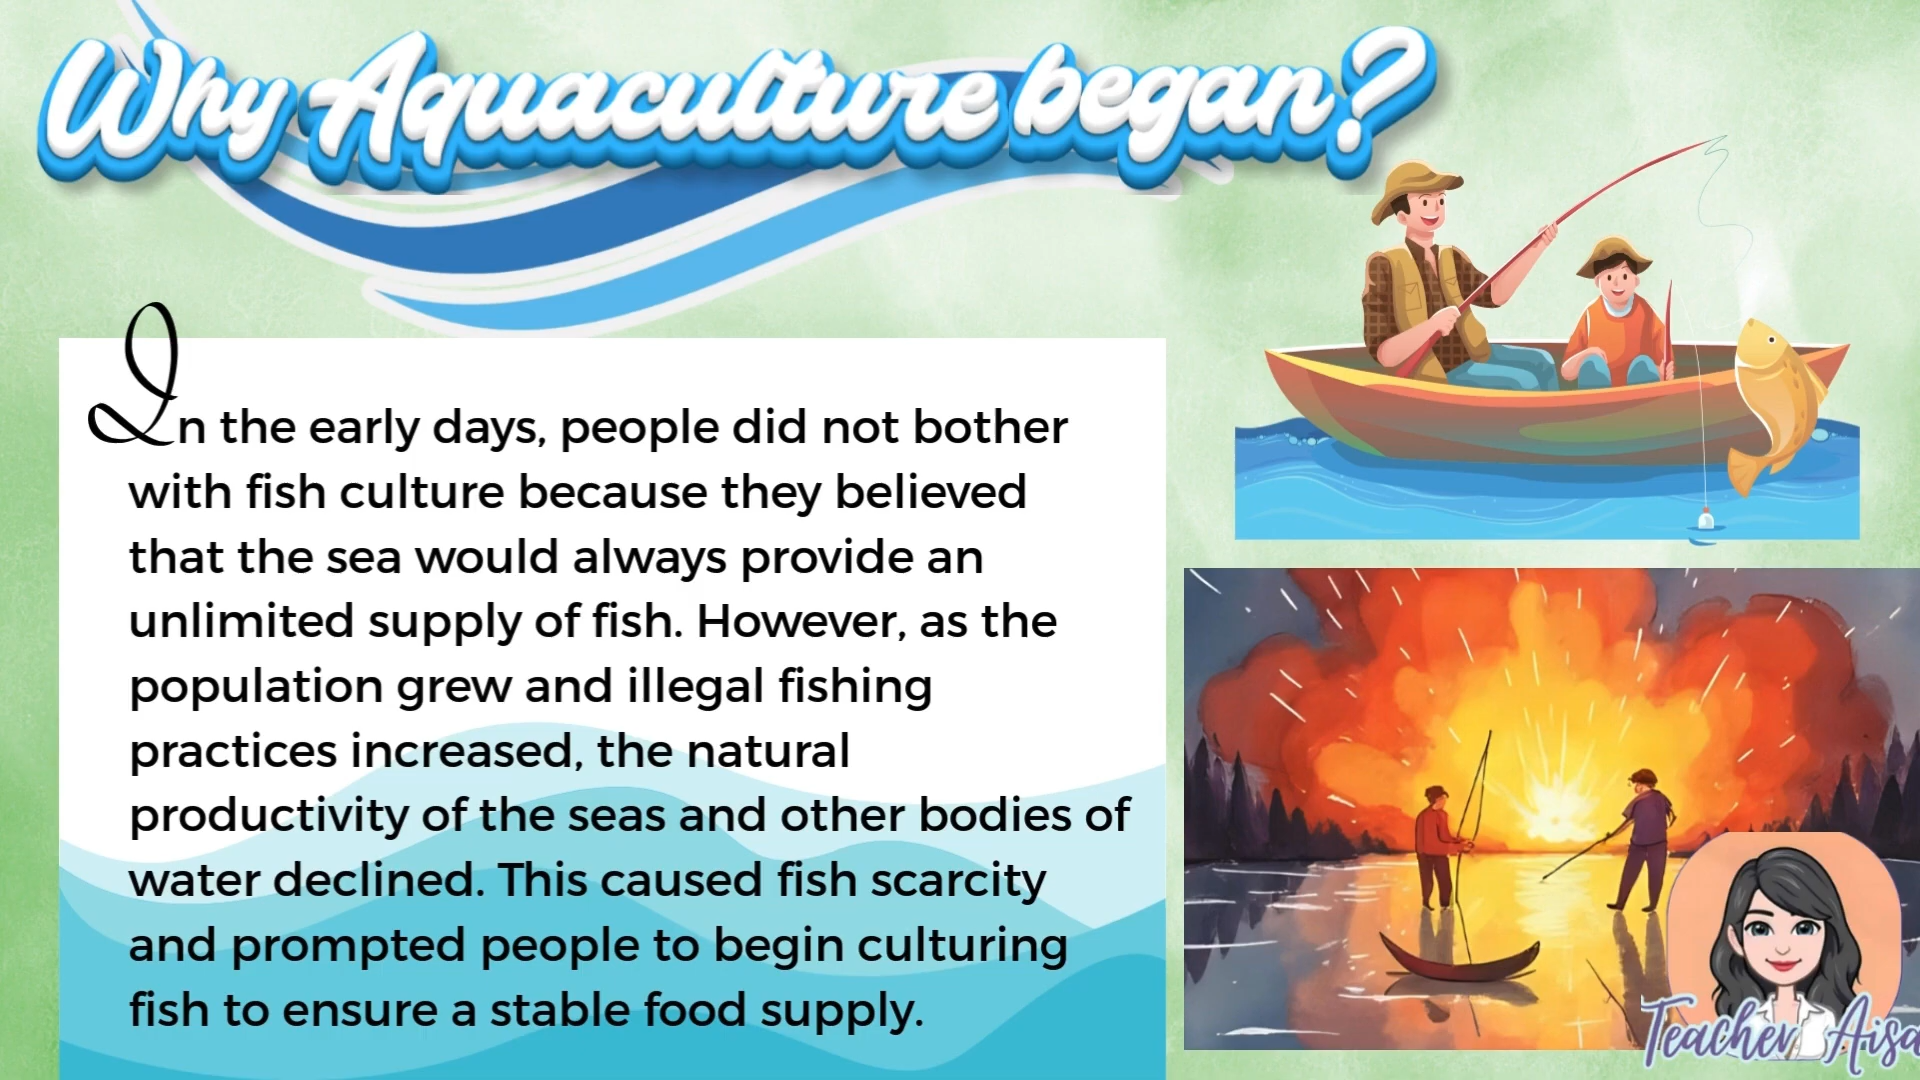 Why Aquaculture began?
In the early days, people did not bother
with fish culture because they believed
that the sea would always provide an
unlimited supply of fish. However, as the
population grew and illegal fishing
practices increased, the natural
productivity of the seas and other bodies of
water declined. This caused fish scarcity
and prompted people to begin culturing
fish to ensure a stable food supply.
Teacher Aisa